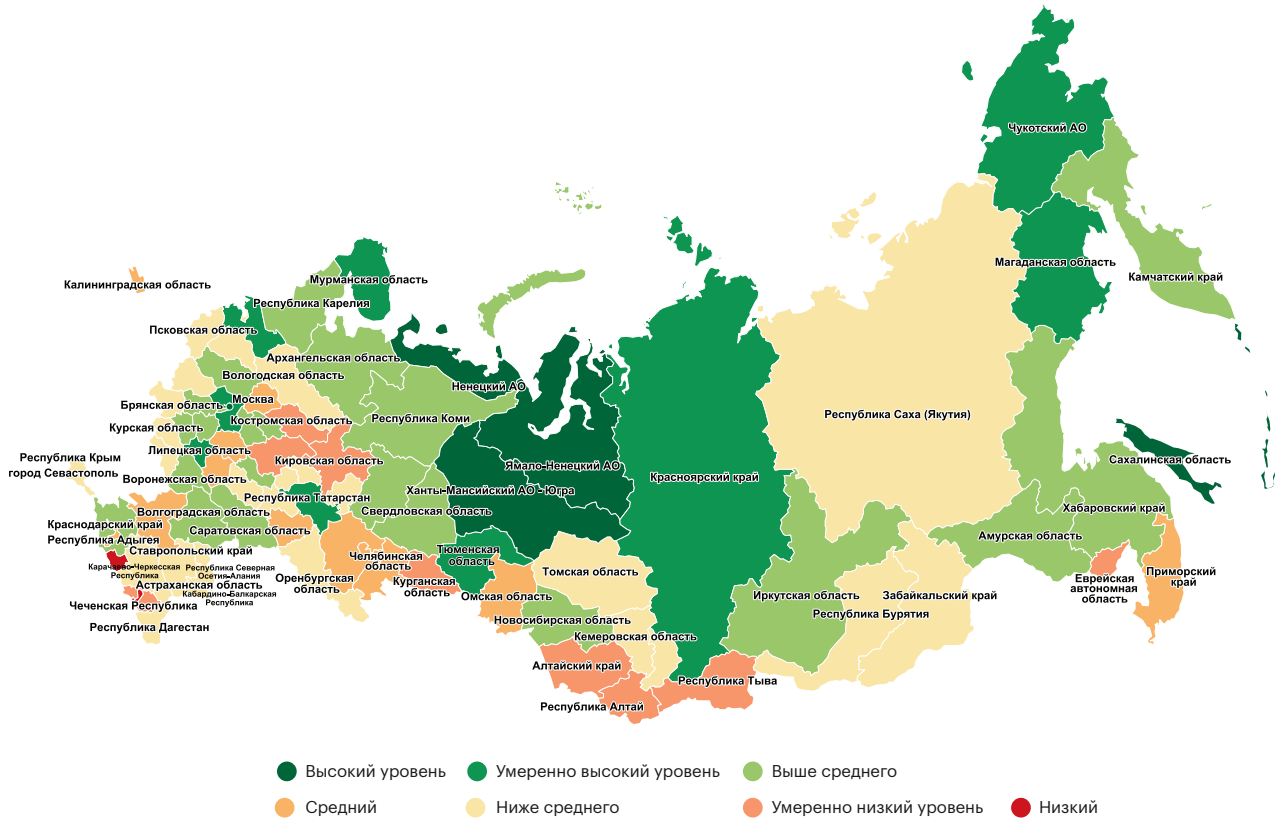 Чукотский АО
Магаданская область
Камчатский край
Мурманская область
Калининградская область
Республика Карелия
Псковская область
Архангельская область
Вологодская область
Ненецкий АО
Москва
Брянская область
Республика Коми
Костромская область
Курская область
Республика Саха (Якутия)
Липецкая область
Республика Крым
Кировская область
Ямало-Ненецкий АО
Сахалинская область
город Севастополь
Воронежская область
Красноярский край
Ханты-Мансийский АО - Югра
Республика Татарстан
Волгоградская область
Свердловская область
Хабаровский край
Краснодарский край
Саратовская область
Республика Адыгея
Амурская область
Ставропольский край
Челябинская
область
Тюменская
область
Карачаево-Черкесская
Республика
Республика Северная
Осетия-Алания
Астраханская область
Кабардино-Балкарская
Республика
Оренбургская
область
Курганская
область
Томская область
Еврейская
автономная
область
Приморский
край
Чеченская Республика
Омская область
Иркутская область
Забайкальский край
Республика Бурятия
Республика Дагестан
Новосибирская область
Кемеровская область
Алтайский край
Республика Тыва
Республика Алтай
Высокий уровень
Умеренно высокий уровень
Выше среднего
Средний
Ниже среднего
Умеренно низкий уровень
Низкий